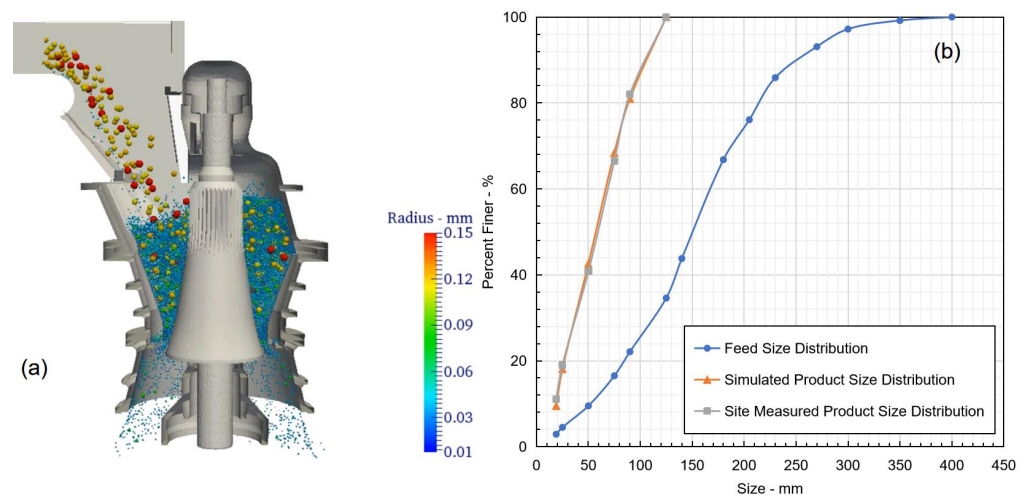 (a)
Radius - mm
0.15
0.12
0.09
0.06
0.03
0.01
(b)
Percent Finer - %
100
80
60
40
20
0
0 50 100 150 200 250 300 350 400 450
Size - mm
Feed Size Distribution
Simulated Product Size Distribution
Site Measured Product Size Distribution